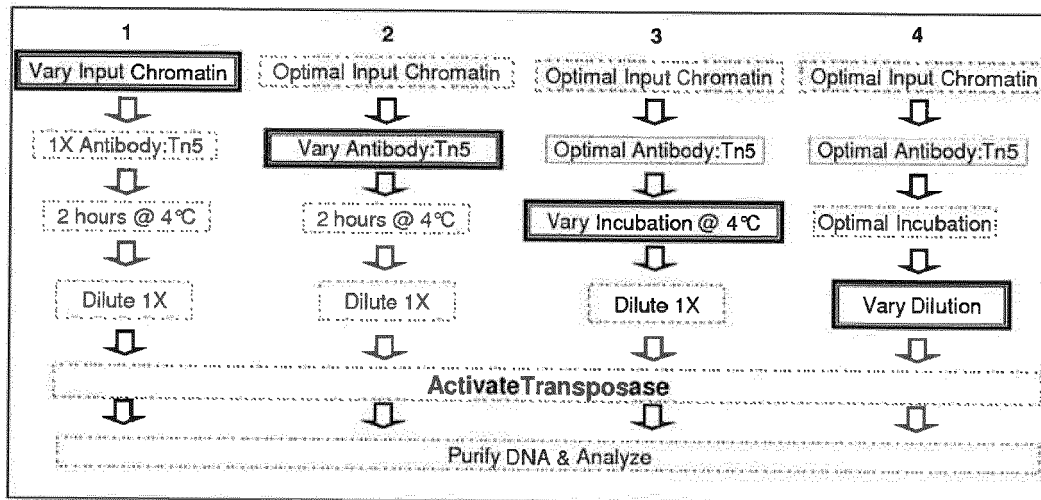 1 2 3 4
Vary Input Chromatin Optimal Input Chromatin Optimal Input Chromatin Optimal Input Chromatin
1X Antibody:Tn5 Vary Antibody:Tn5 Optimal Antibody:Tn5 Optimal Antibody:Tn5
2 hours @ 4°C 2 hours @ 4°C Vary Incubation @ 4°C Optimal Incubation
Dilute 1X Dilute 1X Dilute 1X Vary Dilution
ActivateTransposase
Purify DNA & Analyze